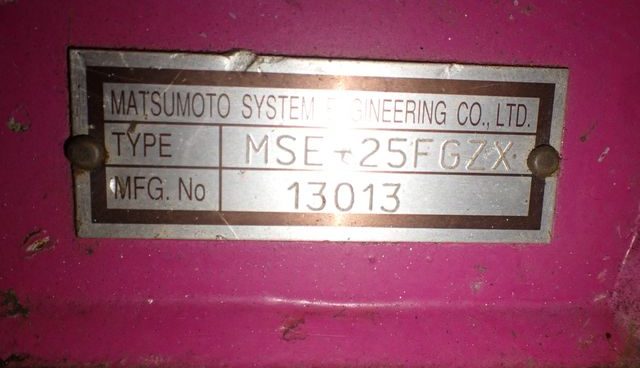 MATSUMOTO SYSTEM ENGINEERING CO., LTD.
TYPE MSE-25FGZX
MFG. No 13013